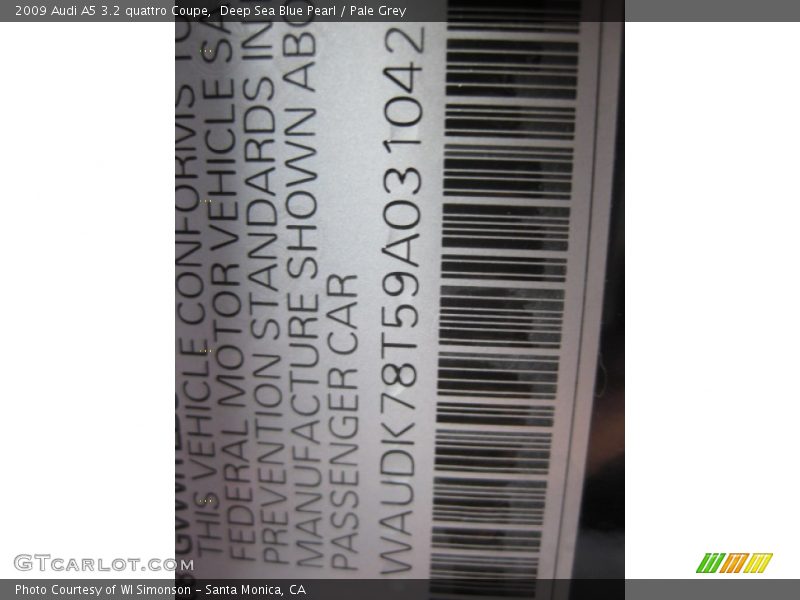 2009 Audi A5 3.2 quattro Coupe, Deep Sea Blue Pearl / Pale Grey
THIS VEHICLE CONFORMS TO
FEDERAL MOTOR VEHICLE SA
PREVENTION STANDARDS IN
MANUFACTURE SHOWN ABO
PASSENGER CAR
WAUDK78T59A031042
GTcarlot.com
Photo Courtesy of WI Simonson – Santa Monica, CA